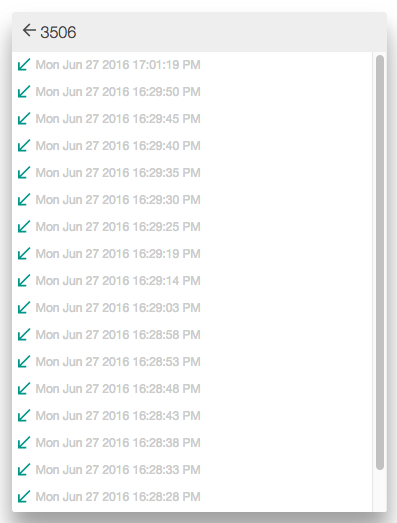 3506
Mon Jun 27 2016 17:01:19 PM
Mon Jun 27 2016 16:29:50 PM
Mon Jun 27 2016 16:29:45 PM
Mon Jun 27 2016 16:29:40 PM
Mon Jun 27 2016 16:29:35 PM
Mon Jun 27 2016 16:29:30 PM
Mon Jun 27 2016 16:29:25 PM
Mon Jun 27 2016 16:29:19 PM
Mon Jun 27 2016 16:29:14 PM
Mon Jun 27 2016 16:29:03 PM
Mon Jun 27 2016 16:28:58 PM
Mon Jun 27 2016 16:28:53 PM
Mon Jun 27 2016 16:28:48 PM
Mon Jun 27 2016 16:28:43 PM
Mon Jun 27 2016 16:28:38 PM
Mon Jun 27 2016 16:28:33 PM
Mon Jun 27 2016 16:28:28 PM